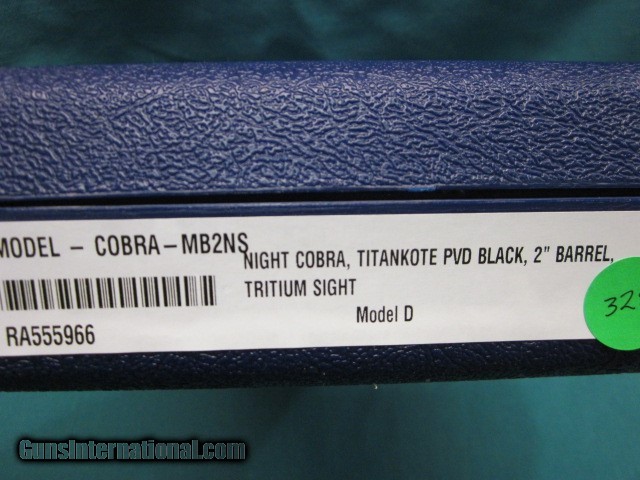 MODEL – COBRA–MB2NS
NIGHT COBRA, TITANKOTE PVD BLACK, 2” BARREL,
TRITIUM SIGHT
Model D
RA555966
GunsInternational.com